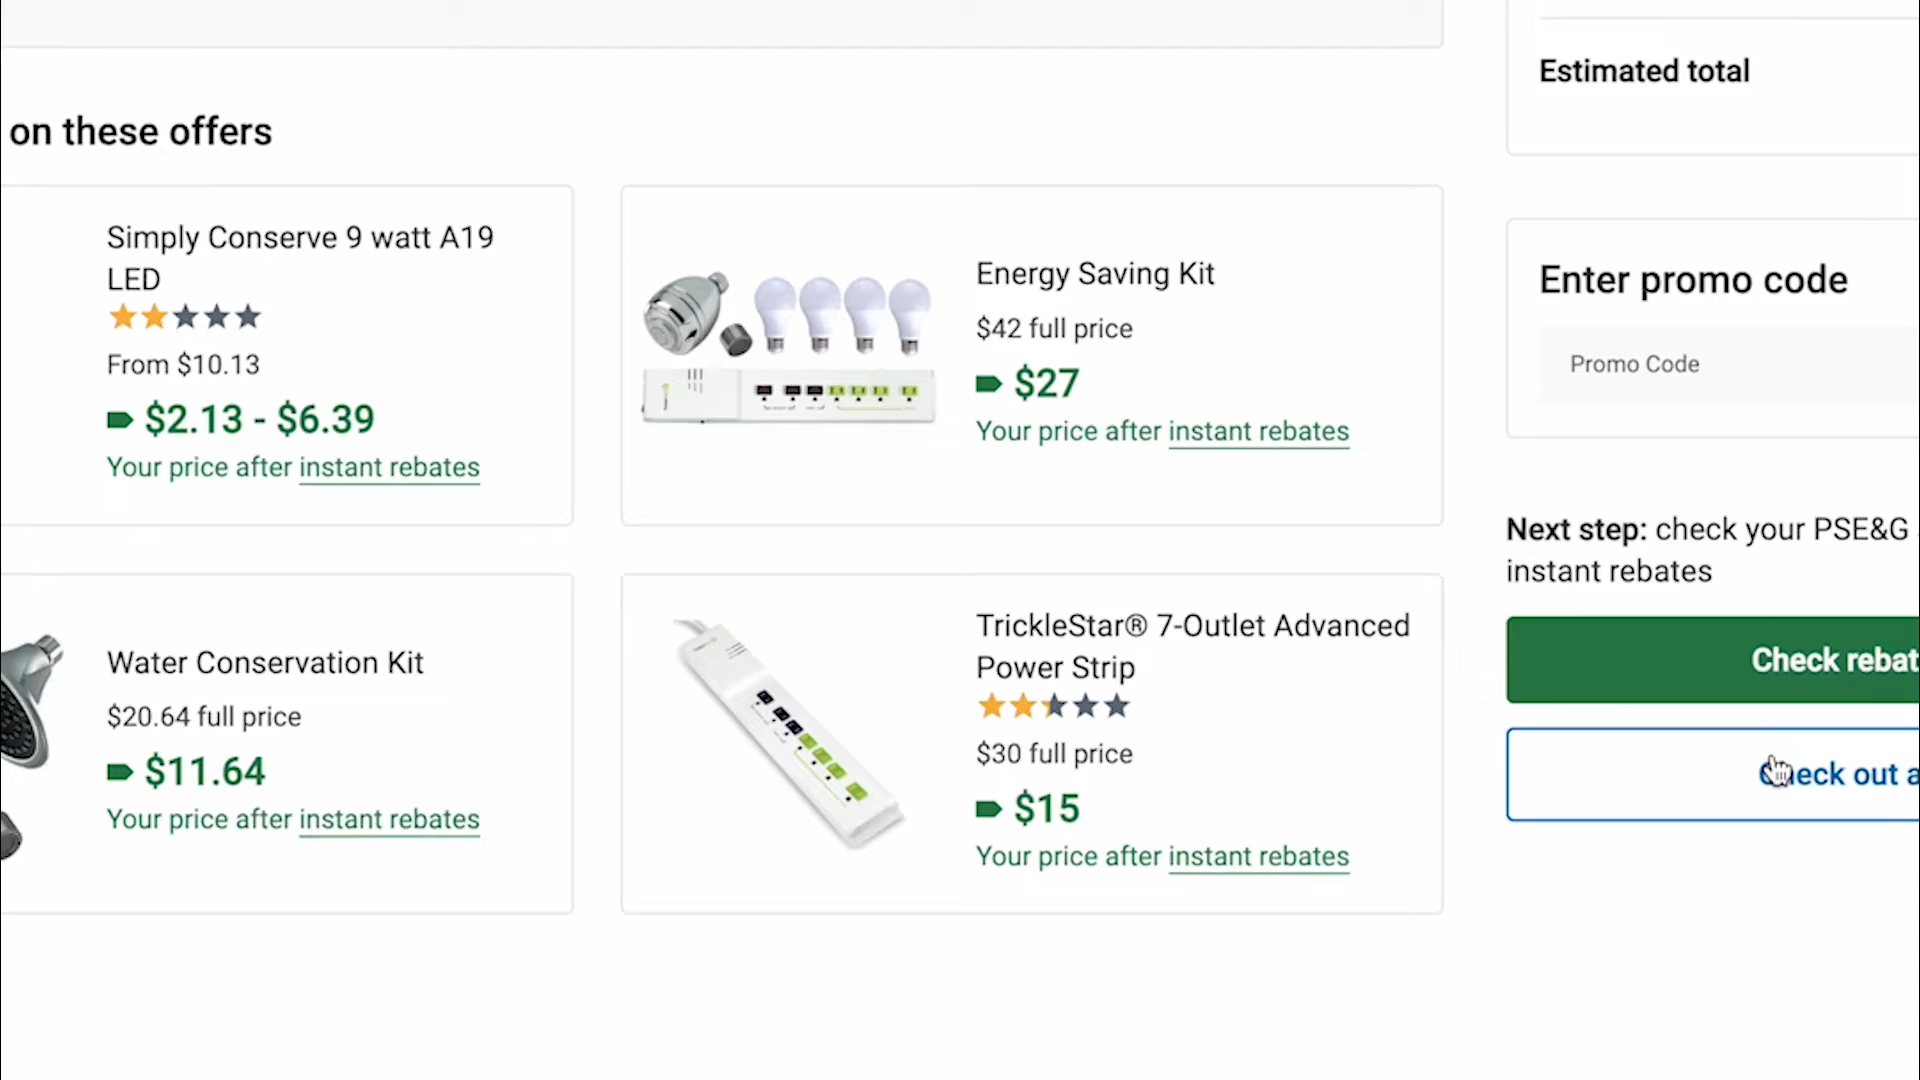 on these offers
Simply Conserve 9 watt A19
LED
From $10.13
$2.13 - $6.39
Your price after instant rebates
Energy Saving Kit
$42 full price
$27
Your price after instant rebates
Water Conservation Kit
$20.64 full price
$11.64
Your price after instant rebates
TrickleStar® 7-Outlet Advanced
Power Strip
$30 full price
$15
Your price after instant rebates
Estimated total
Enter promo code
Promo Code
Next step: check your PSE&G
instant rebates
Check rebat
Check out a